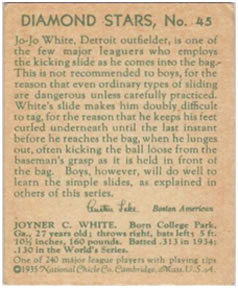 DIAMOND STARS, No. 45
Jo-Jo White, Detroit outfielder, is one of
the few major leaguers who employs
the kicking slide as he comes into the bag.
This is not recommended to boys, for the
reason that even ordinary types of sliding
are dangerous unless carefully practiced.
White's slide makes him doubly difficult
to tag, for the reason that he keeps his feet
curled underneath until the last instant
before he reaches the bag, when he lunges
out, often kicking the ball loose from the
baseman's grasp as it is held in front of
the bag. Boys, however, will do well to
learn the simple slides, as explained in
others of this series.
Austin Lake Boston American
JOYNER C. WHITE. Born College Park,
Ga., 27 years old; throws right, bats left; 5 ft.
10½ inches, 160 pounds. Batted .313 in 1934;
.130 in the World's Series.
One of 240 major league players with playing tips
©1935 National Chicle Co. Cambridge, Mass. U.S.A.